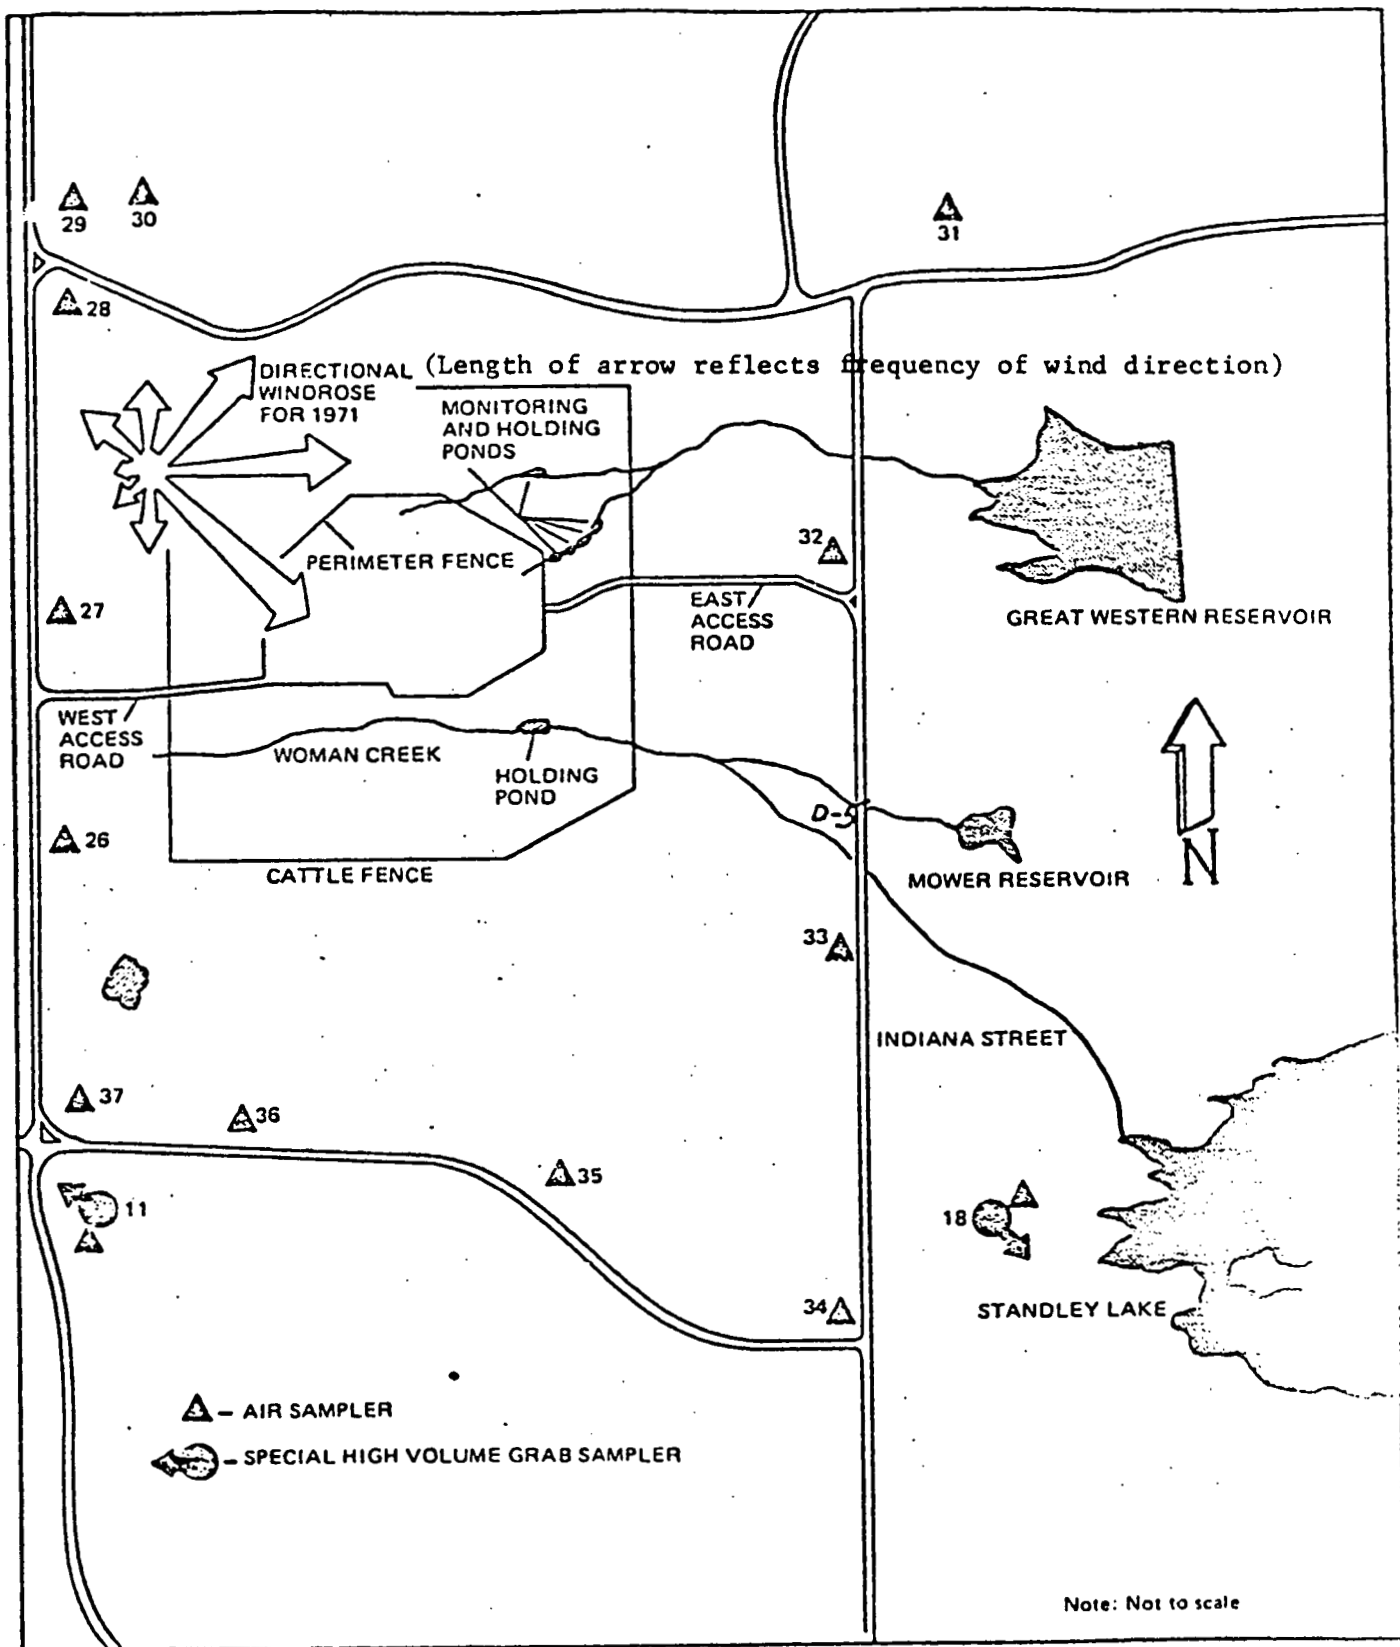 29
30
31
28
DIRECTIONAL (Length of arrow reflects frequency of wind direction)
WINDROSE
FOR 1971
MONITORING
AND HOLDING
PONDS
32
PERIMETER FENCE
27
EAST
ACCESS
ROAD
GREAT WESTERN RESERVOIR
WEST
ACCESS
ROAD
WOMAN CREEK
HOLDING
POND
D-5
26
CATTLE FENCE
MOWER RESERVOIR
N
33
INDIANA STREET
37
36
35
11
18
34
STANDLEY LAKE
– AIR SAMPLER
– SPECIAL HIGH VOLUME GRAB SAMPLER
Note: Not to scale